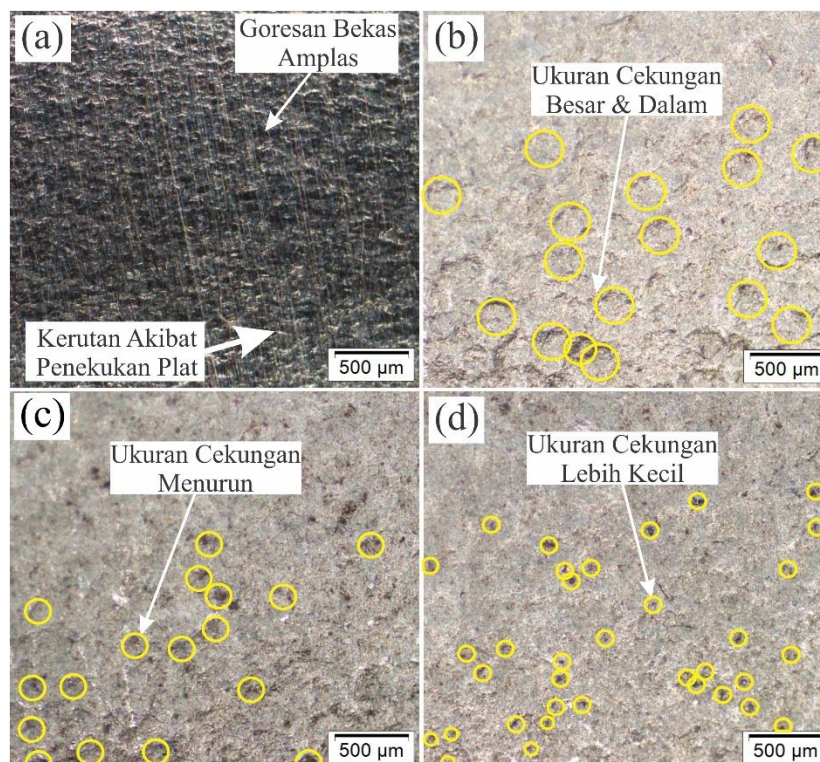 (a)
Goresan Bekas
Amplas
Kerutan Akibat
Penekukan Plat
500 µm
(b)
Ukuran Cekungan
Besar & Dalam
500 µm
(c)
Ukuran Cekungan
Menurun
500 µm
(d)
Ukuran Cekungan
Lebih Kecil
500 µm